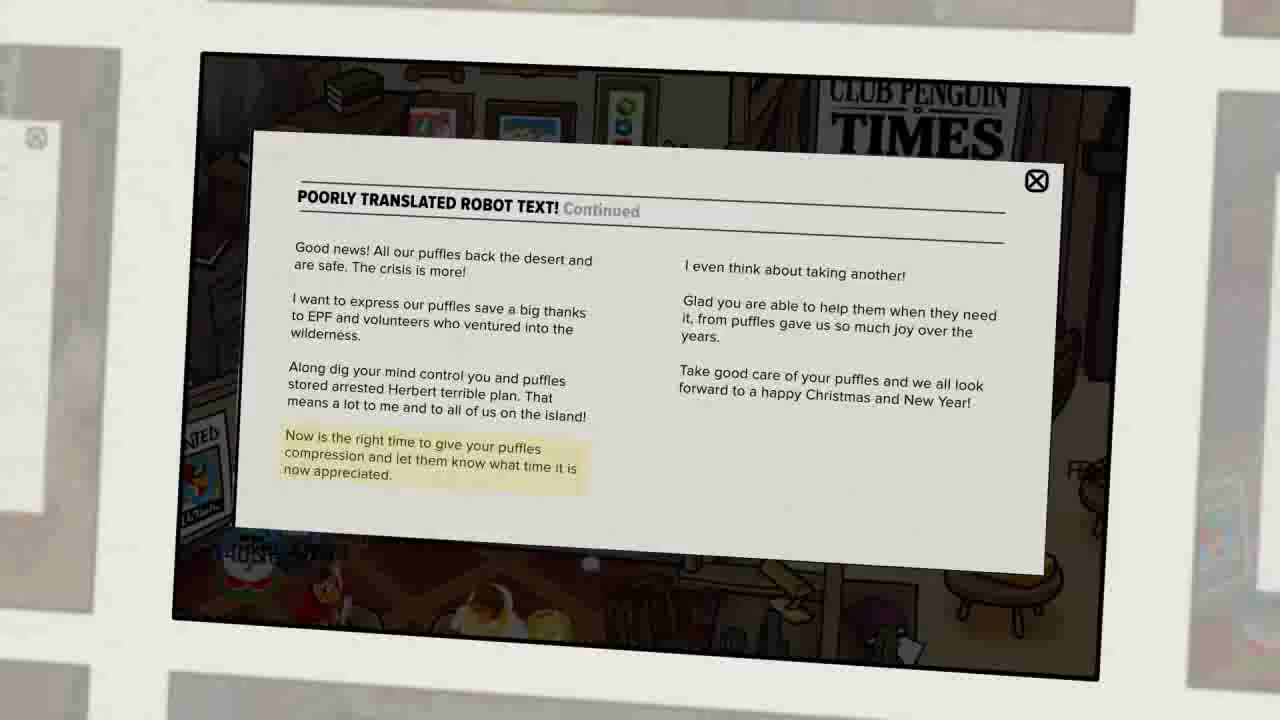 CLUB PENGUIN
TIMES
POORLY TRANSLATED ROBOT TEXT! Continued
Good news! All our puffles back the desert and
are safe. The crisis is more!
I want to express our puffles save a big thanks
to EPF and volunteers who ventured into the
wilderness.
Along dig your mind control you and puffles
stored arrested Herbert terrible plan. That
means a lot to me and to all of us on the island!
Now is the right time to give your puffles
compression and let them know what time it is
now appreciated.
I even think about taking another!
Glad you are able to help them when they need
it, from puffles gave us so much joy over the
years.
Take good care of your puffles and we all look
forward to a happy Christmas and New Year!